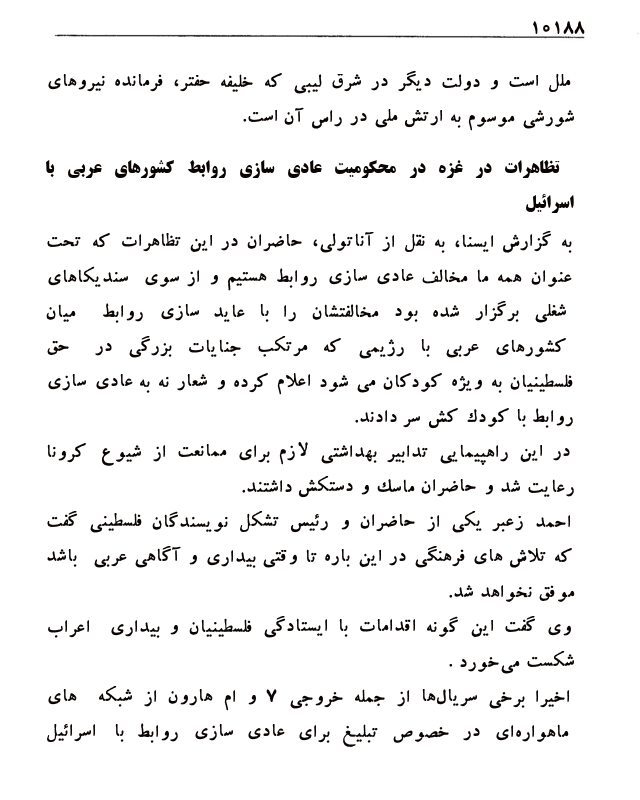 ۱۰۱۸۸
ملل است و دولت دیگر در شرق لیبی که خلیفه حفتر، فرمانده نیروهای
شورشی موسوم به ارتش ملی در راس آن است.
تظاهرات در غزه در محکومیت عادی سازی روابط کشورهای عربی با
اسرائیل
به گزارش ایسنا، به نقل از آناتولی، حاضران در این تظاهرات که تحت
عنوان همه ما مخالف عادی سازی روابط هستیم و از سوی سندیکاهای
شغلی برگزار شده بود مخالفتشان را با عاید سازی روابط میان
کشورهای عربی با رژیمی که مرتکب جنایات بزرگی در حق
فلسطینیان به ویژه کودکان می شود اعلام کرده و شعار نه به عادی سازی
روابط با کودك کش سر دادند.
در این راهپیمایی تدابیر بهداشتی لازم برای ممانعت از شیوع کرونا
رعایت شد و حاضران ماسك و دستکش داشتند.
احمد زعبر یکی از حاضران و رئیس تشکل نویسندگان فلسطینی گفت
که تلاش های فرهنگی در این باره تا وقتی بیداری و آگاهی عربی باشد
موفق نخواهد شد.
وی گفت این گونه اقدامات با ایستادگی فلسطینیان و بیداری اعراب
شکست می‌خورد .
اخیرا برخی سریال‌ها از جمله خروجی ۷ و ام هارون از شبکه های
ماهواره‌ای در خصوص تبلیغ برای عادی سازی روابط با اسرائیل